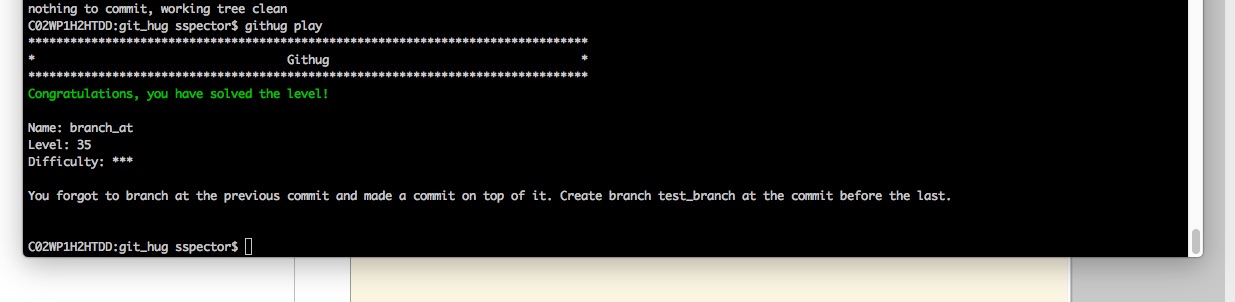 nothing to commit, working tree clean
C02WP1H2HTDD:git_hug sspector$ githug play
********************************************************************************
*                               Githug                               *
********************************************************************************
Congratulations, you have solved the level!
Name: branch_at
Level: 35
Difficulty: ***
You forgot to branch at the previous commit and made a commit on top of it. Create branch test_branch at the commit before the last.
C02WP1H2HTDD:git_hug sspector$